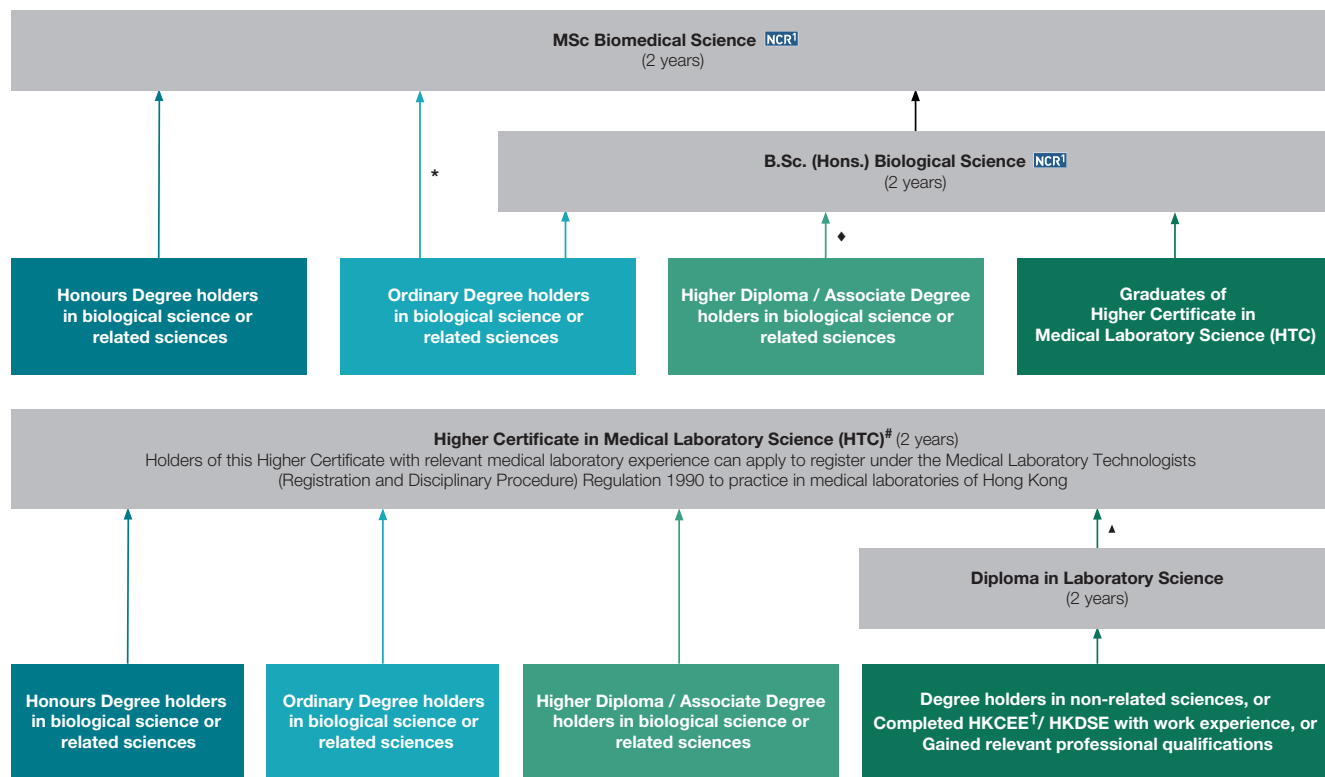 MSc Biomedical Science NCR¹
(2 years)
*
B.Sc. (Hons.) Biological Science NCR¹
(2 years)
♦
Honours Degree holders
in biological science or
related sciences
Ordinary Degree holders
in biological science or
related sciences
Higher Diploma / Associate Degree
holders in biological science or
related sciences
Graduates of
Higher Certificate in
Medical Laboratory Science (HTC)
Higher Certificate in Medical Laboratory Science (HTC)# (2 years)
Holders of this Higher Certificate with relevant medical laboratory experience can apply to register under the Medical Laboratory Technologists
(Registration and Disciplinary Procedure) Regulation 1990 to practice in medical laboratories of Hong Kong
▲
Diploma in Laboratory Science
(2 years)
Honours Degree holders
in biological science or
related sciences
Ordinary Degree holders
in biological science or
related sciences
Higher Diploma / Associate Degree
holders in biological science or
related sciences
Degree holders in non-related sciences, or
Completed HKCEE†/ HKDSE with work experience, or
Gained relevant professional qualifications